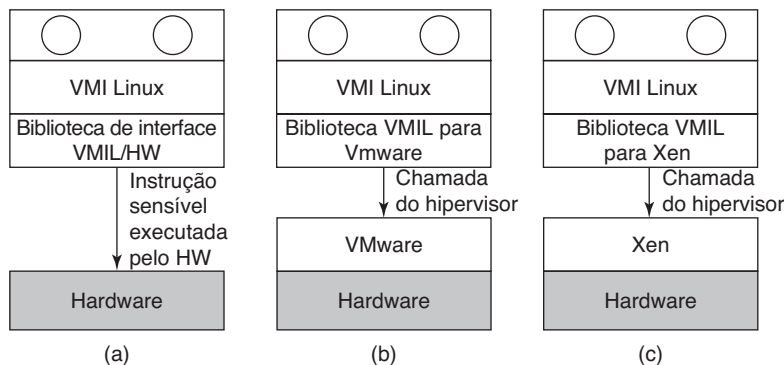 VMI Linux
Biblioteca de interface
VMIL/HW
Instrução
sensível
executada
pelo HW
Hardware
(a)
VMI Linux
Biblioteca VMIL para
Vmware
Chamada
do hipervisor
VMware
Hardware
(b)
VMI Linux
Biblioteca VMIL
para Xen
Chamada
do hipervisor
Xen
Hardware
(c)